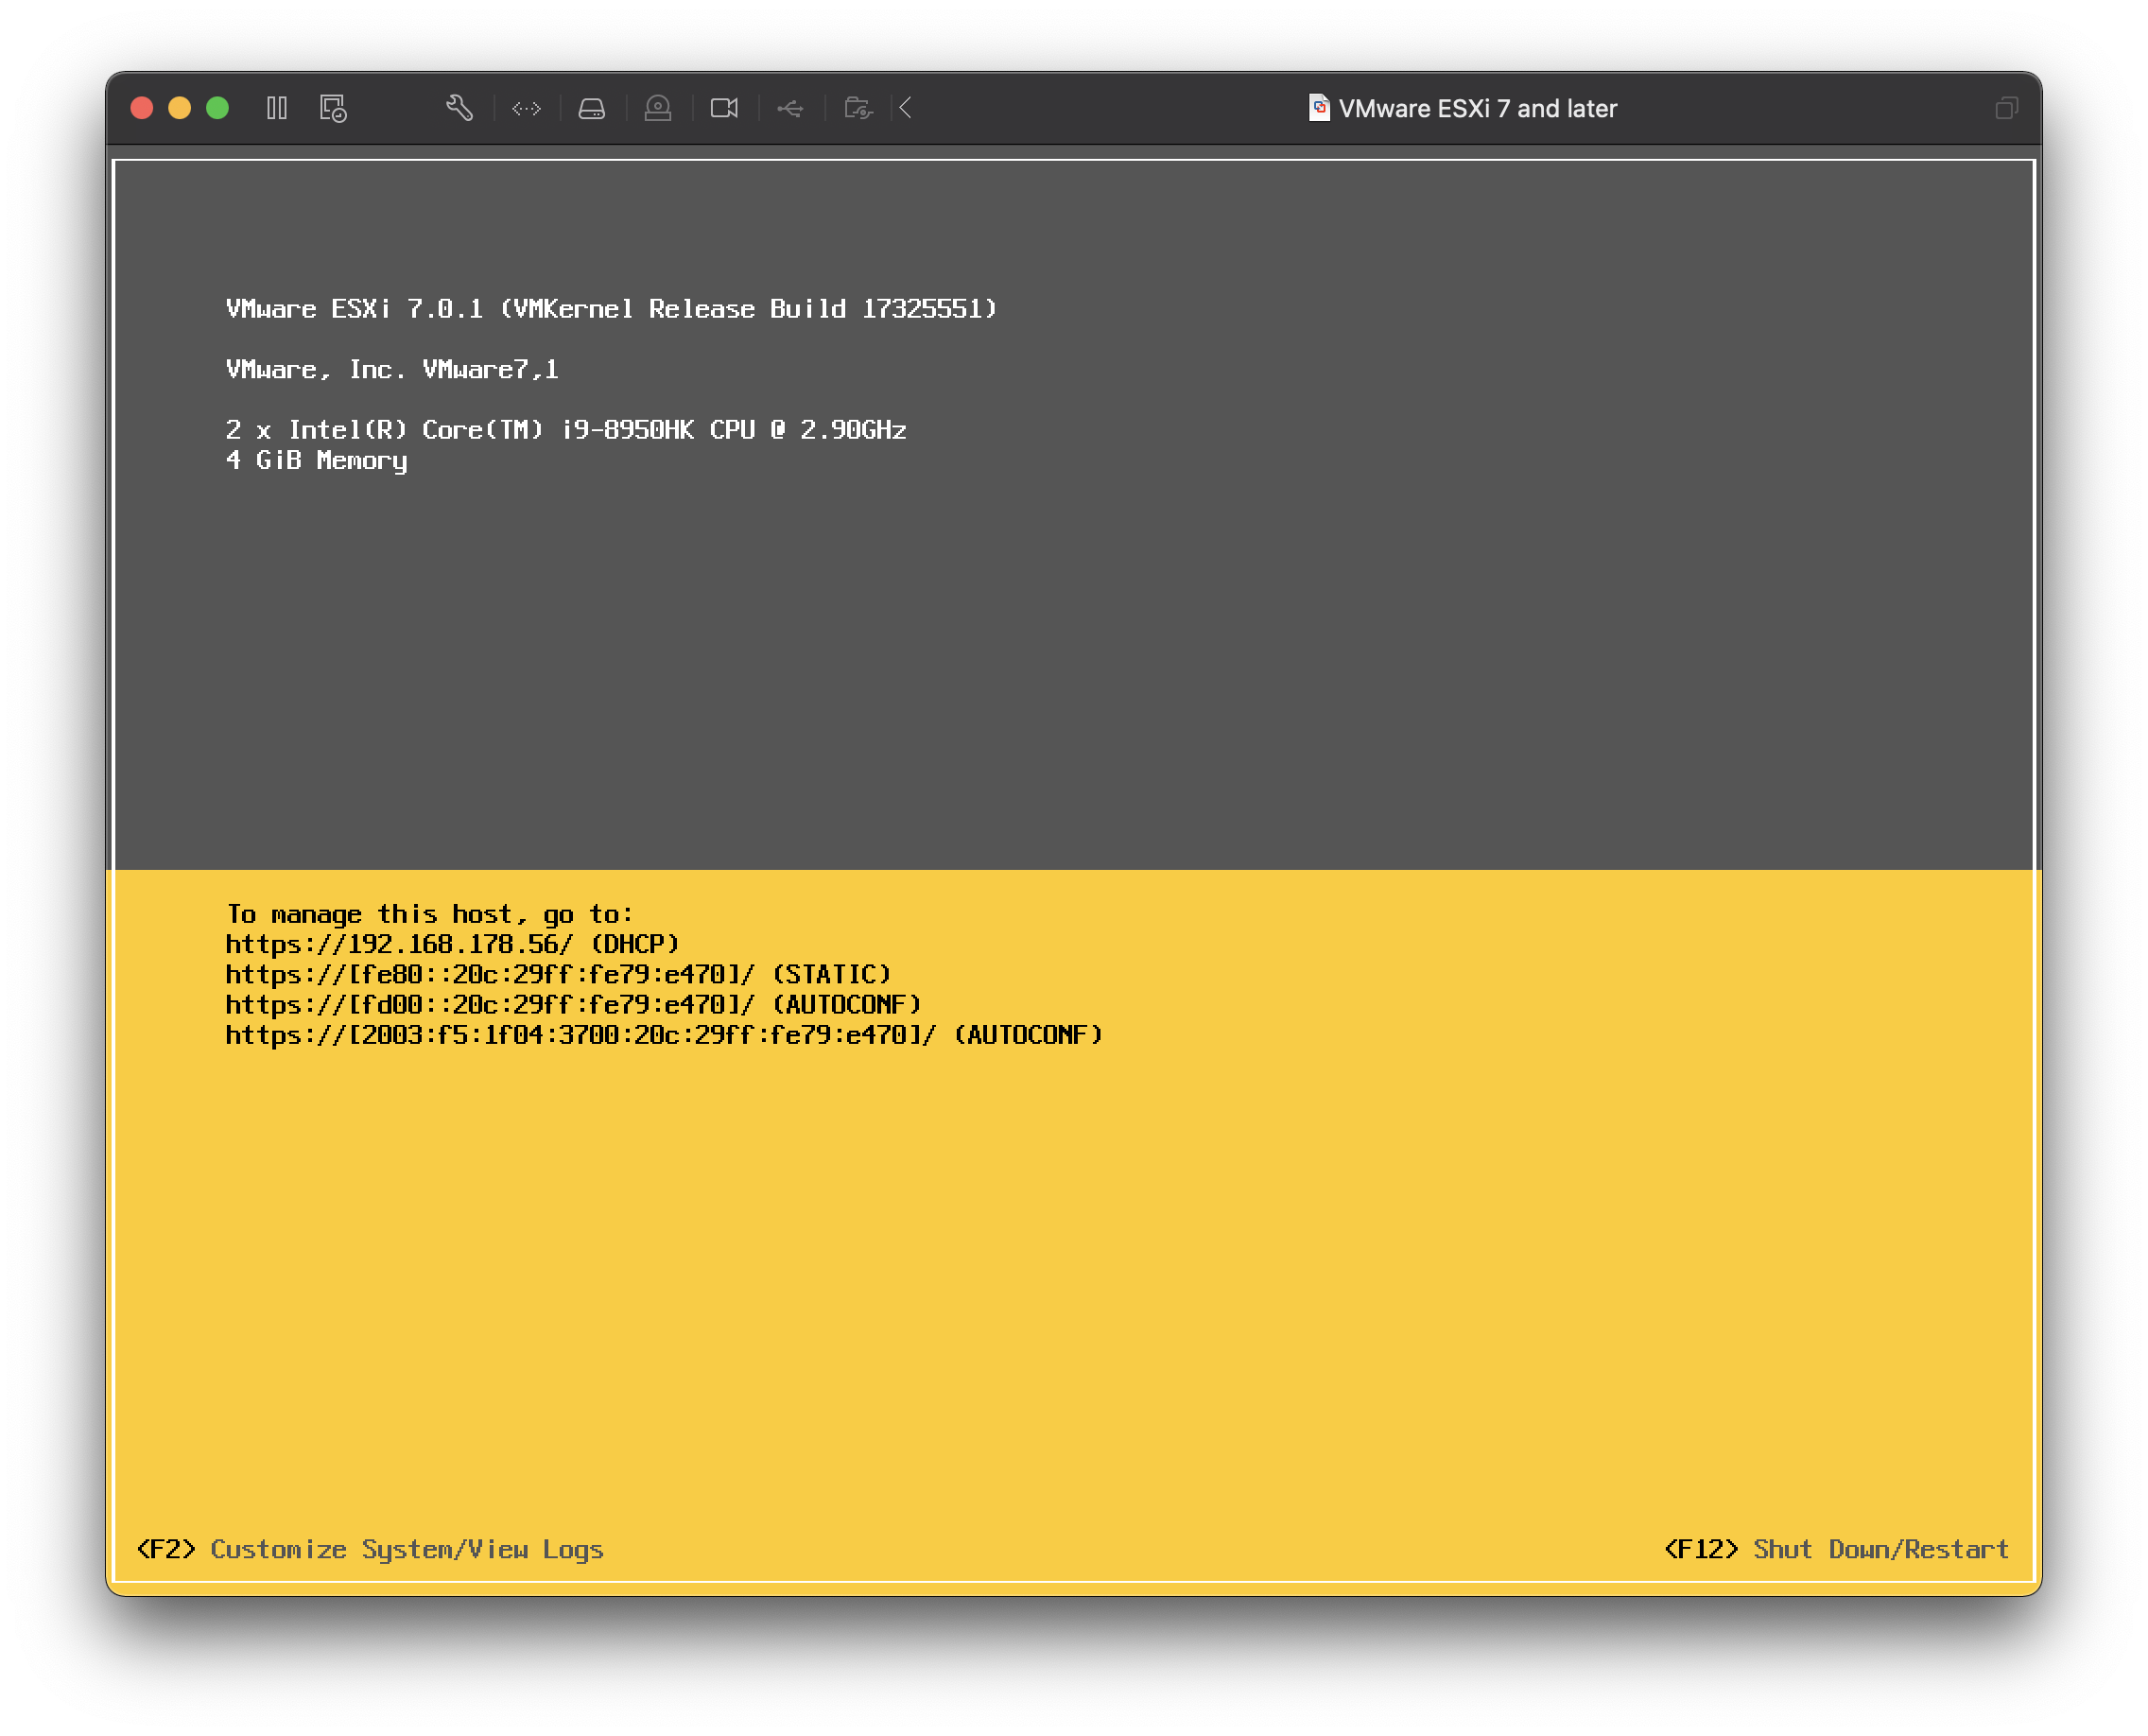 VMware ESXi 7 and later
VMware ESXi 7.0.1 (VMKernel Release Build 17325551)
VMware, Inc. VMware7,1
2 x Intel(R) Core(TM) i9-8950HK CPU @ 2.90GHz
4 GiB Memory
To manage this host, go to:
https://192.168.178.56/ (DHCP)
https://[fe80::20c:29ff:fe79:e470]/ (STATIC)
https://[fd00::20c:29ff:fe79:e470]/ (AUTOCONF)
https://[2003:f5:1f04:3700:20c:29ff:fe79:e470]/ (AUTOCONF)
<F2> Customize System/View Logs
<F12> Shut Down/Restart